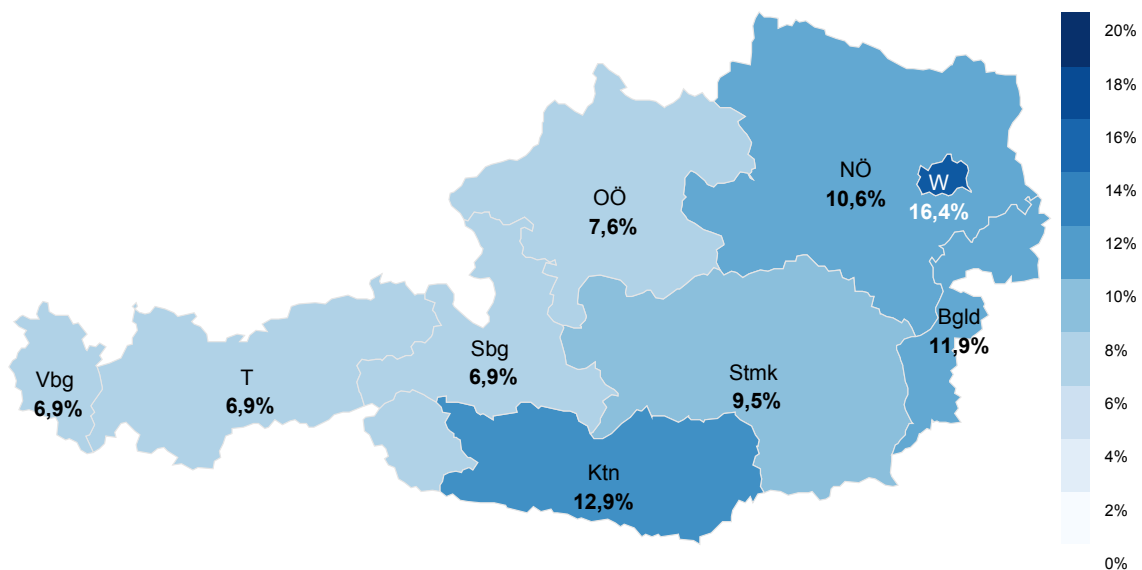 OÖ
7,6%
NÖ
10,6%
W
16,4%
Bgld
11,9%
Sbg
6,9%
Stmk
9,5%
Vbg
6,9%
T
6,9%
Ktn
12,9%
20%
18%
16%
14%
12%
10%
8%
6%
4%
2%
0%